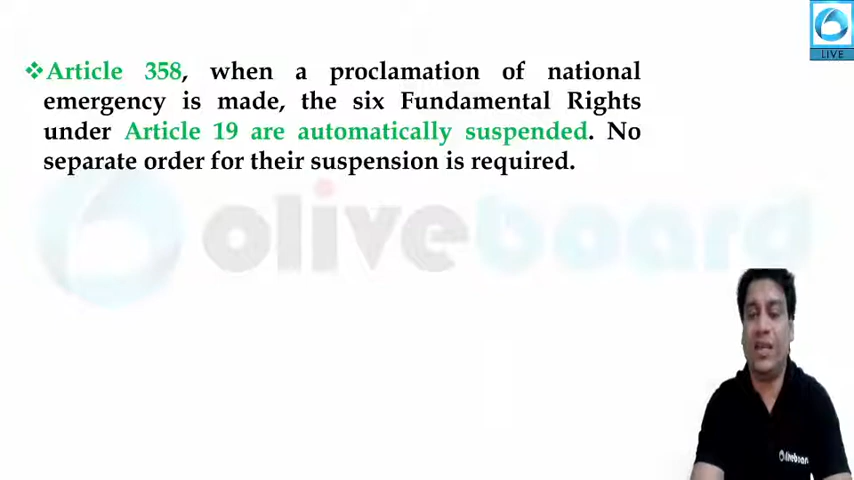 LIVE
❖Article 358, when a proclamation of national
emergency is made, the six Fundamental Rights
under Article 19 are automatically suspended. No
separate order for their suspension is required.
oliveboard
oliveboard